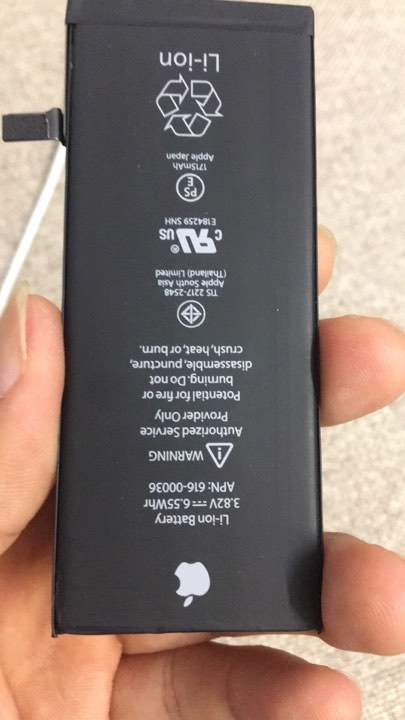 Li-ion Battery
3.82V ⎓ 6.55Whr
APN: 616-00036
WARNING
Authorized Service
Provider Only
Potential for fire or
burning. Do not
disassemble, puncture,
crush, heat, or burn.
TIS 2217-2548
Apple South Asia
(Thailand) Limited
c RU US
E184259 SNH
PS
E
1715mAh
Apple Japan
Li-ion